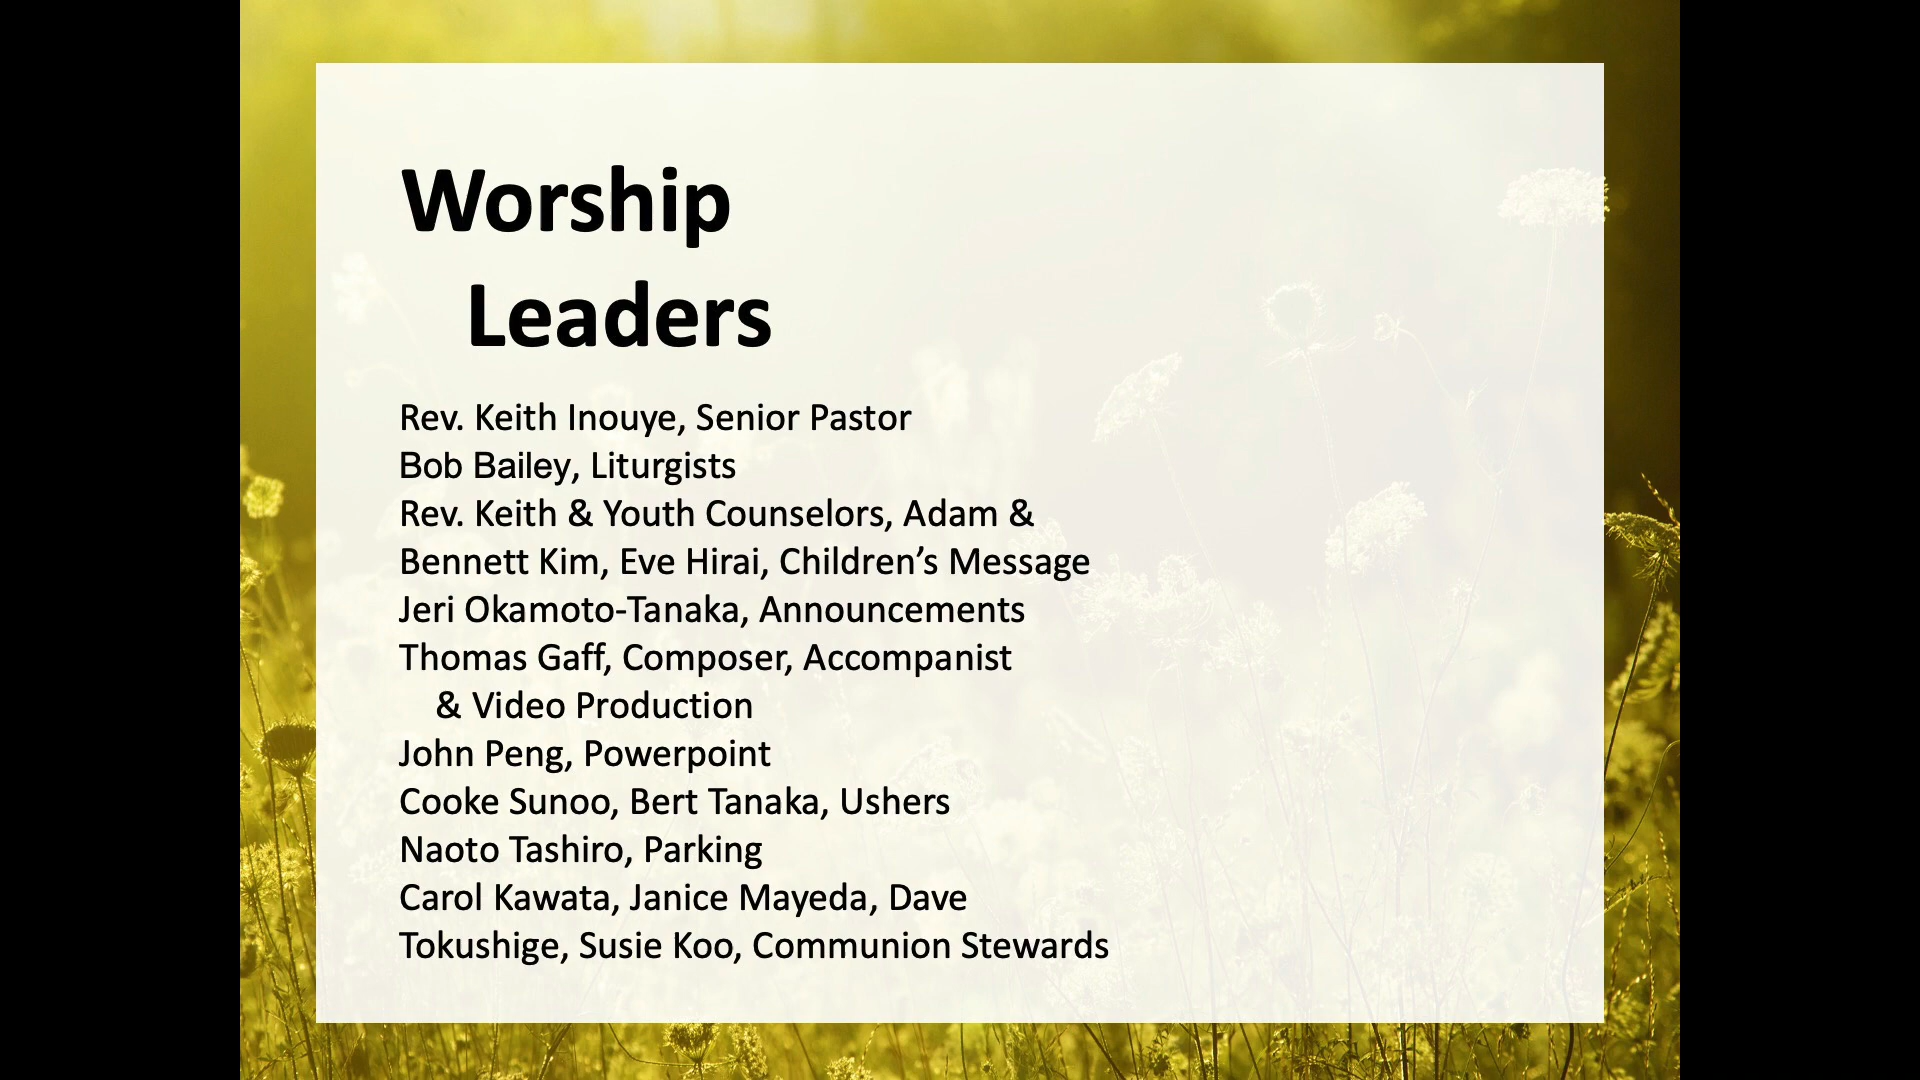 Worship
Leaders
Rev. Keith Inouye, Senior Pastor
Bob Bailey, Liturgists
Rev. Keith & Youth Counselors, Adam &
Bennett Kim, Eve Hirai, Children’s Message
Jeri Okamoto-Tanaka, Announcements
Thomas Gaff, Composer, Accompanist
& Video Production
John Peng, Powerpoint
Cooke Sunoo, Bert Tanaka, Ushers
Naoto Tashiro, Parking
Carol Kawata, Janice Mayeda, Dave
Tokushige, Susie Koo, Communion Stewards